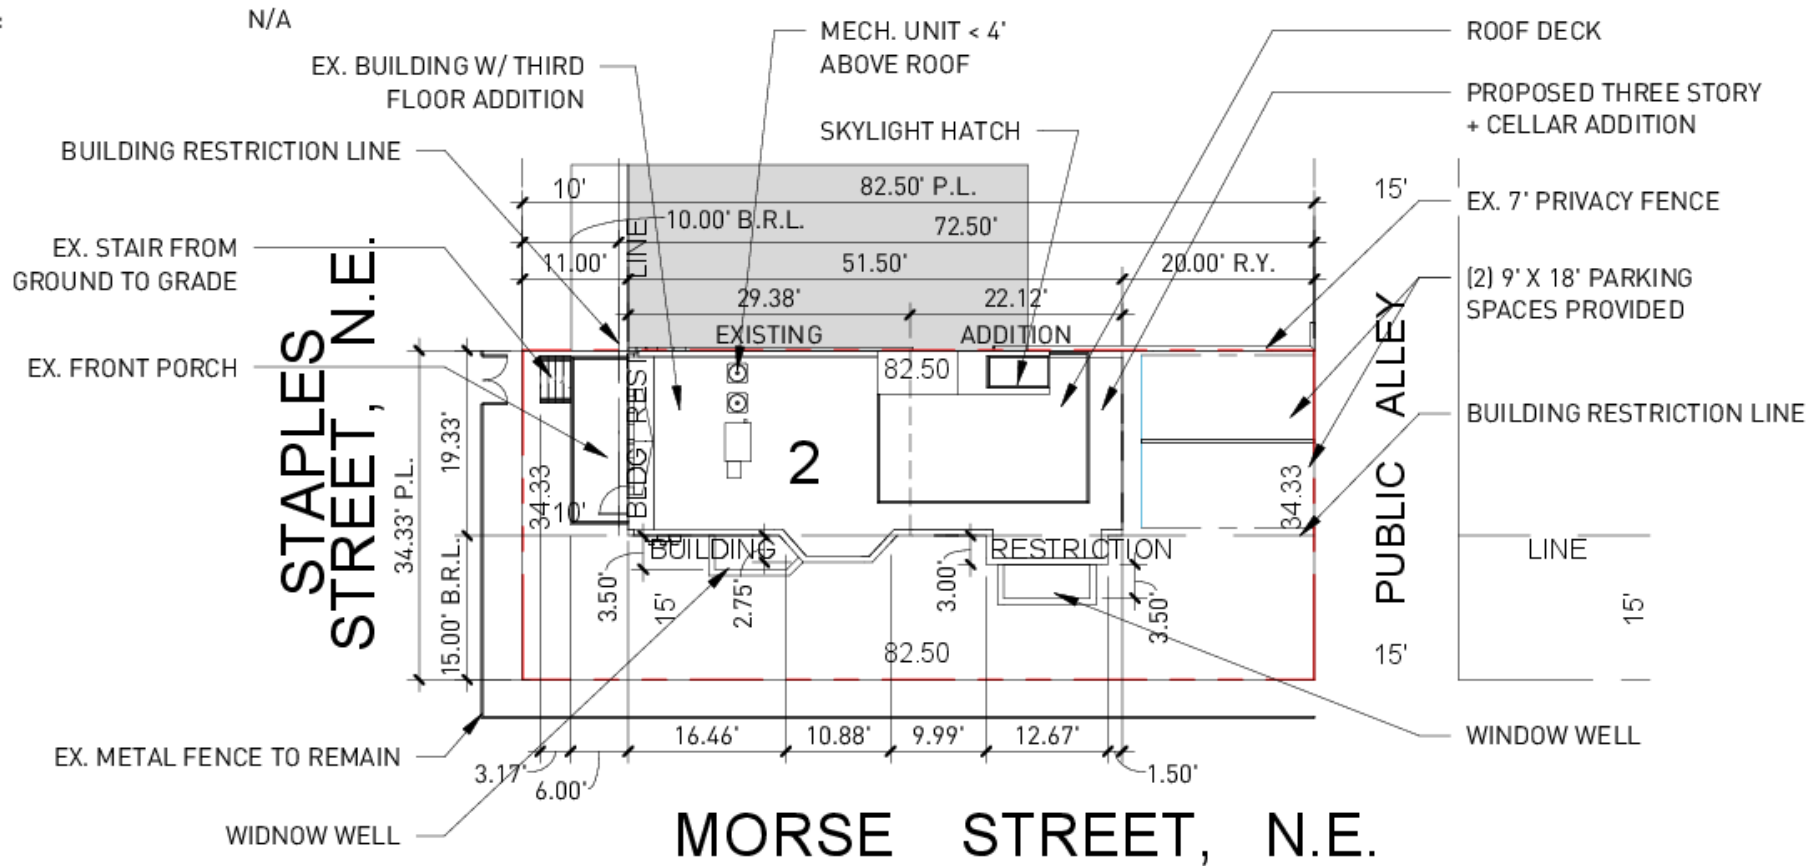 N/A
MECH. UNIT < 4'
ABOVE ROOF
ROOF DECK
EX. BUILDING W/ THIRD
FLOOR ADDITION
PROPOSED THREE STORY
+ CELLAR ADDITION
SKYLIGHT HATCH
BUILDING RESTRICTION LINE
10'
82.50' P.L.
15'
EX. 7' PRIVACY FENCE
10.00' B.R.L.
72.50'
EX. STAIR FROM
GROUND TO GRADE
11.00'
51.50'
20.00' R.Y.
(2) 9' X 18' PARKING
SPACES PROVIDED
29.38'
22.12'
EXISTING
ADDITION
EX. FRONT PORCH
82.50
BUILDING RESTRICTION LINE
STAPLES
STREET, N.E.
34.33' P.L.
19.33'
15.00' B.R.L.
34.33
10'
BLDG REST LINE
2
34.33
PUBLIC ALLEY
BUILDING
RESTRICTION
LINE
3.50'
15'
2.75'
3.00'
3.50'
15'
82.50
15'
16.46'
10.88'
9.99'
12.67'
WINDOW WELL
EX. METAL FENCE TO REMAIN
3.17'
6.00'
1.50'
WIDNOW WELL
MORSE STREET, N.E.